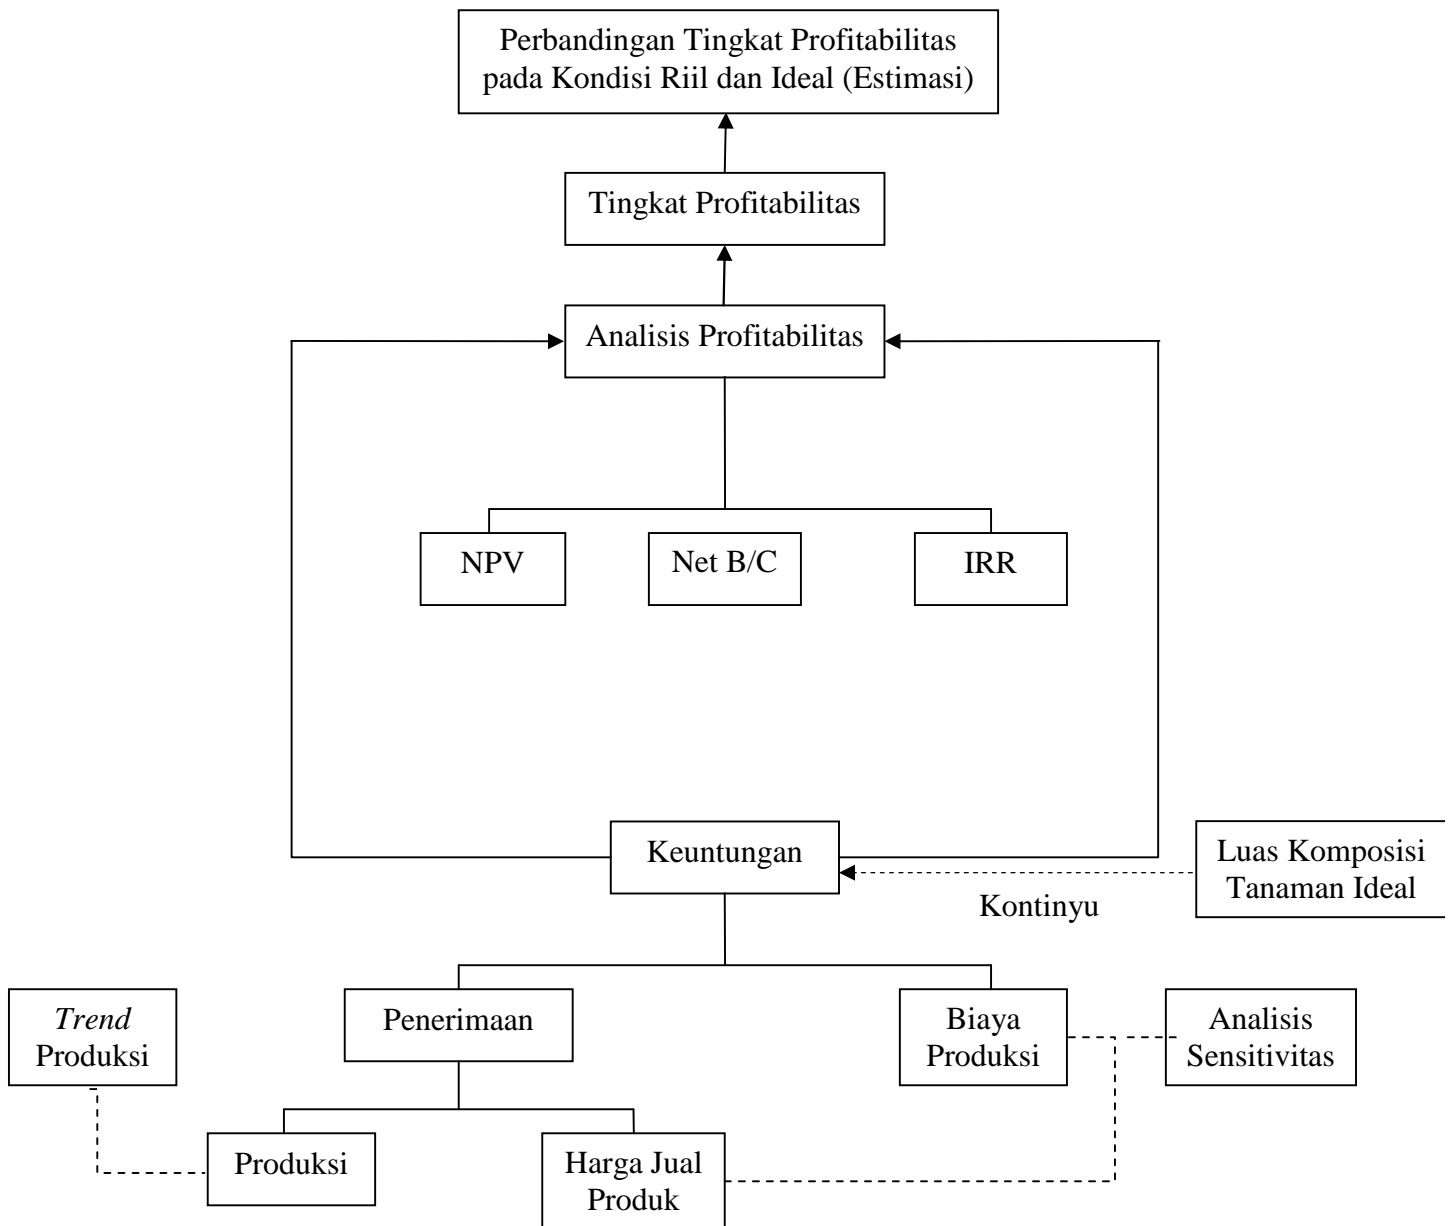 Perbandingan Tingkat Profitabilitas
pada Kondisi Riil dan Ideal (Estimasi)
Tingkat Profitabilitas
Analisis Profitabilitas
NPV
Net B/C
IRR
Keuntungan
Luas Komposisi
Tanaman Ideal
Kontinyu
Trend
Produksi
Penerimaan
Biaya
Produksi
Analisis
Sensitivitas
Produksi
Harga Jual
Produk